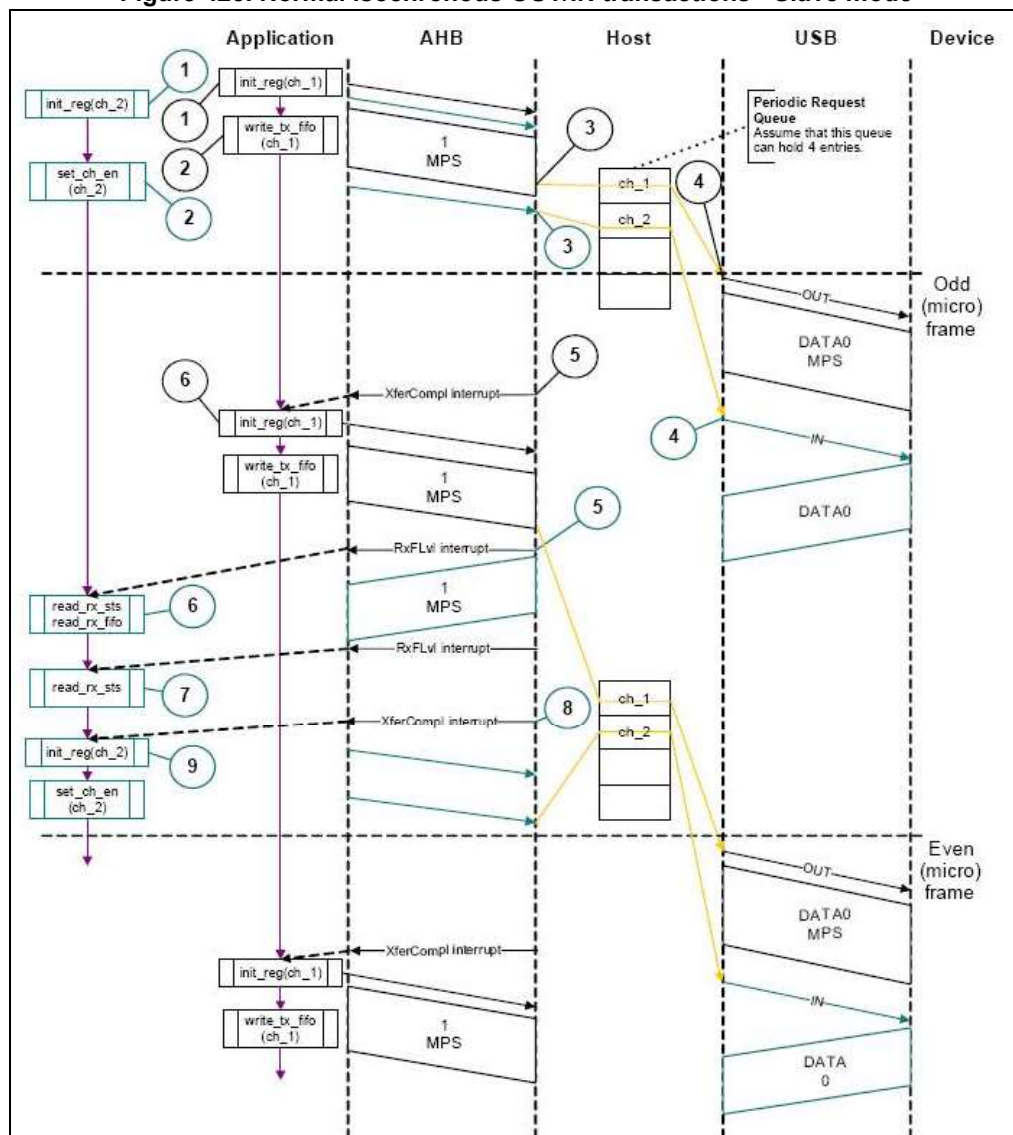 Figure Normal isochronous OUT/IN transactions - Slave mode
Application AHB Host USB Device
1
init_reg(ch_2)
init_reg(ch_1)
1
Periodic Request
Queue
Assume that this queue
can hold 4 entries.
write_tx_fifo
(ch_1)
2
1
MPS
3
set_ch_en
(ch_2)
2
ch_1
4
ch_2
3
Odd
(micro)
frame
OUT
DATA0
MPS
5
6
XferCompl interrupt
init_reg(ch_1)
4
IN
write_tx_fifo
(ch_1)
1
MPS
5
DATA0
RxFLvl interrupt
1
MPS
read_rx_sts
read_rx_fifo
6
RxFLvl interrupt
read_rx_sts
7
ch_1
8
XferCompl interrupt
ch_2
init_reg(ch_2)
9
set_ch_en
(ch_2)
Even
(micro)
frame
OUT
DATA0
MPS
XferCompl interrupt
init_reg(ch_1)
IN
write_tx_fifo
(ch_1)
1
MPS
DATA
0